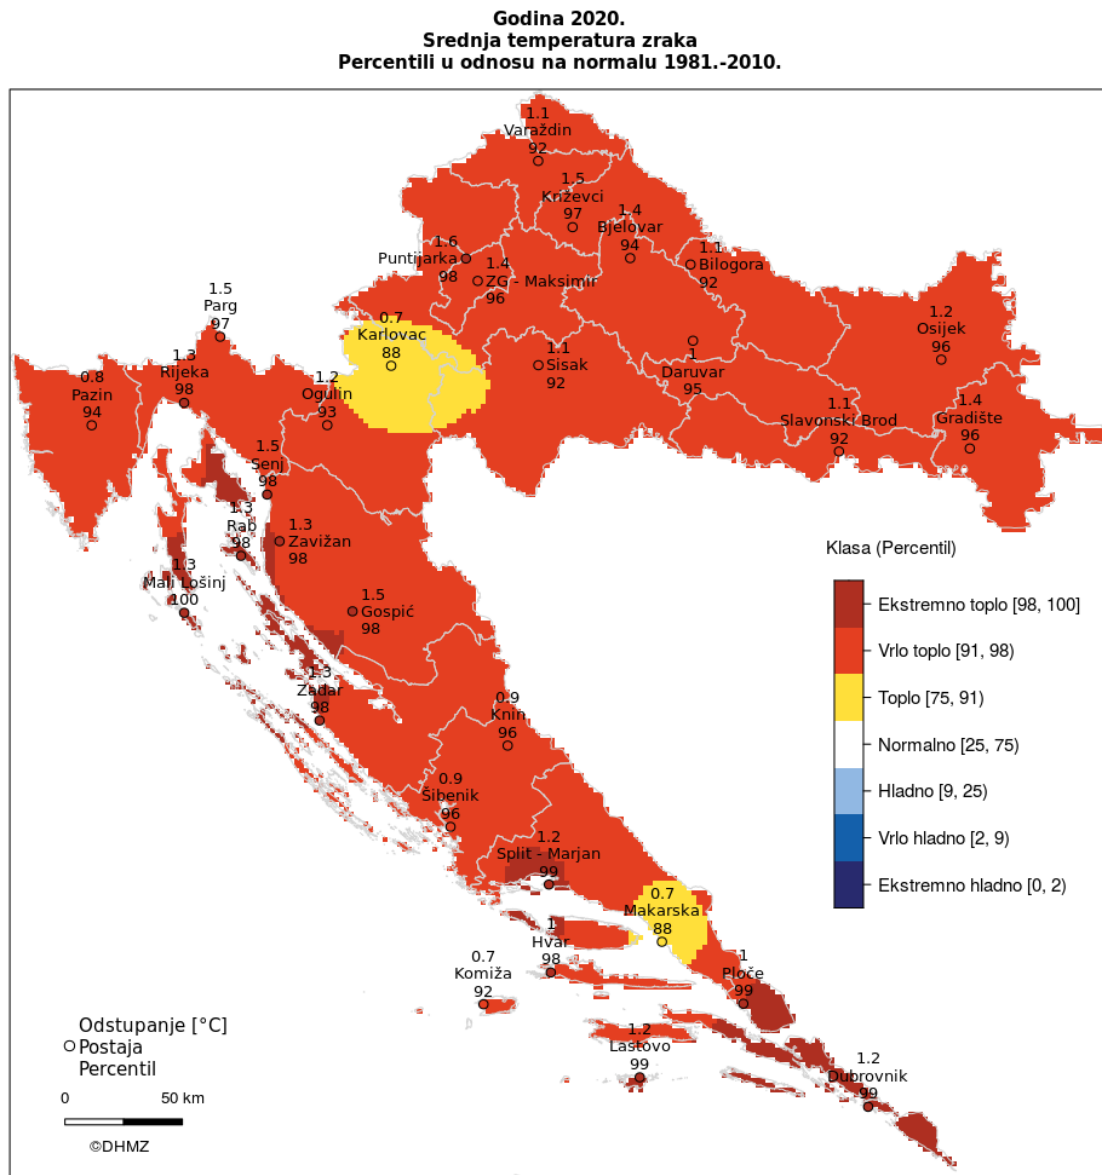 Godina 2020.
Srednja temperatura zraka
Percentili u odnosu na normalu 1981.-2010.
1.1
Varaždin
92
1.5
Križevci
97
1.4
Bjelovar
94
1.6
Puntijarka
98
1.4
ZG - Maksimir
96
1.1
Bilogora
92
1.5
Parg
97
0.7
Karlovac
88
1.2
Osijek
96
1.3
Rijeka
98
0.8
Pazin
94
1.2
Ogulin
93
1.1
Sisak
92
1
Daruvar
95
1.1
Slavonski Brod
92
1.4
Gradište
96
1.5
Senj
98
1.3
Rab
98
1.3
Zavižan
98
1.3
Mali Lošinj
100
1.5
Gospić
98
1.3
Zadar
98
0.9
Knin
96
0.9
Šibenik
96
1.2
Split - Marjan
99
0.7
Makarska
88
1
Hvar
98
0.7
Komiža
92
1
Ploče
99
1.2
Lastovo
99
1.2
Dubrovnik
99
Klasa (Percentil)
Ekstremno toplo [98, 100]
Vrlo toplo [91, 98)
Toplo [75, 91)
Normalno [25, 75)
Hladno [9, 25)
Vrlo hladno [2, 9)
Ekstremno hladno [0, 2)
Odstupanje [°C]
Postaja
Percentil
0 50 km
©DHMZ